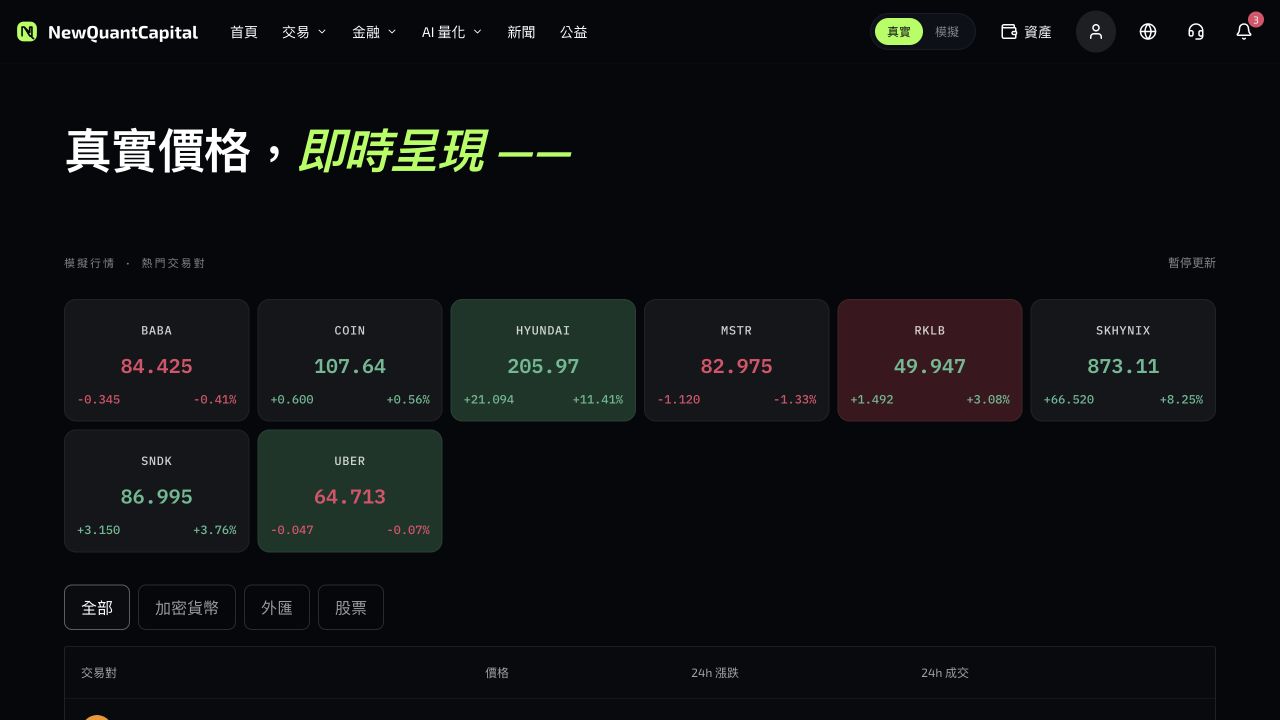 NewQuantCapital 首頁 交易 金融 AI 量化 新聞 公益 真實 模擬 資產 3
真實價格，即時呈現 ——
模擬行情 · 熱門交易對 暫停更新
BABA COIN HYUNDAI MSTR RKLB SKHYNIX
84.425 107.64 205.97 82.975 49.947 873.11
-0.345 -0.41% +0.600 +0.56% +21.094 +11.41% -1.120 -1.33% +1.492 +3.08% +66.520 +8.25%
SNDK UBER
86.995 64.713
+3.150 +3.76% -0.047 -0.07%
全部 加密貨幣 外匯 股票
交易對 價格 24h 漲跌 24h 成交